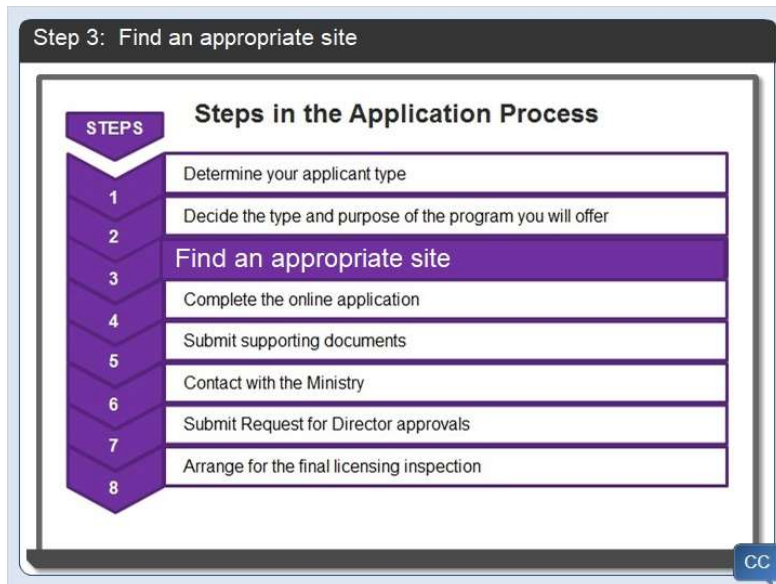 Step 3: Find an appropriate site
Steps in the Application Process
STEPS
1 Determine your applicant type
2 Decide the type and purpose of the program you will offer
3 Find an appropriate site
4 Complete the online application
5 Submit supporting documents
6 Contact with the Ministry
7 Submit Request for Director approvals
8 Arrange for the final licensing inspection
CC